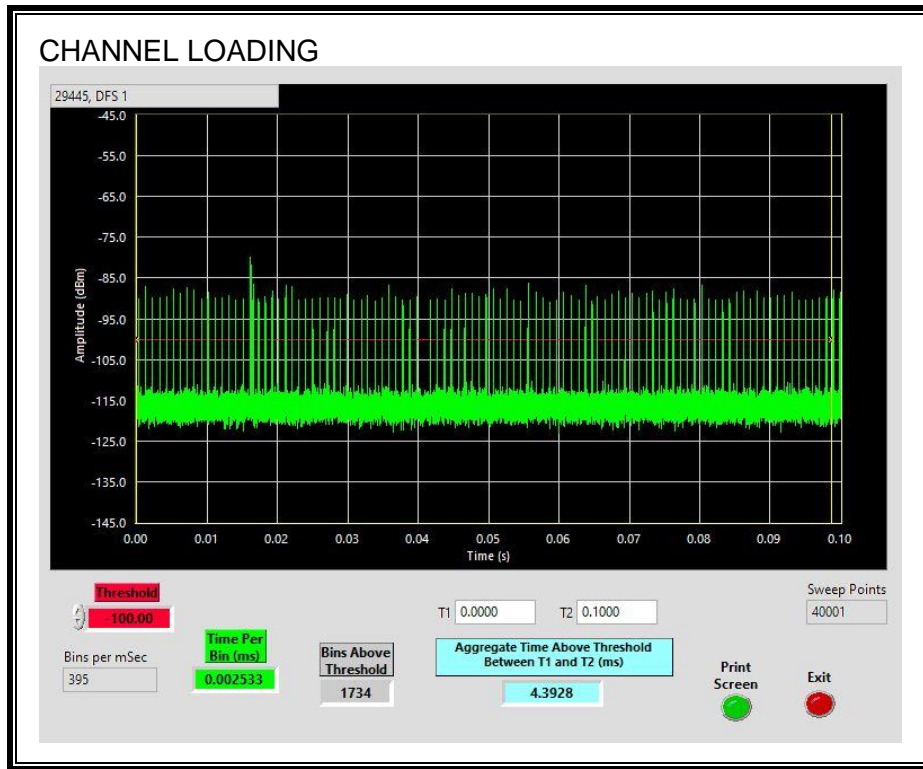 CHANNEL LOADING
29445, DFS 1
-45.0
-55.0
-65.0
-75.0
-85.0
-95.0
-105.0
-115.0
-125.0
-135.0
-145.0
Amplitude (dBm)
0.00 0.01 0.02 0.03 0.04 0.05 0.06 0.07 0.08 0.09 0.10
Time (s)
Threshold
-100.00
Bins per mSec
395
Time Per
Bin (ms)
0.002533
Bins Above
Threshold
1734
T1 0.0000 T2 0.1000
Aggregate Time Above Threshold
Between T1 and T2 (ms)
4.3928
Sweep Points
40001
Print
Screen
Exit